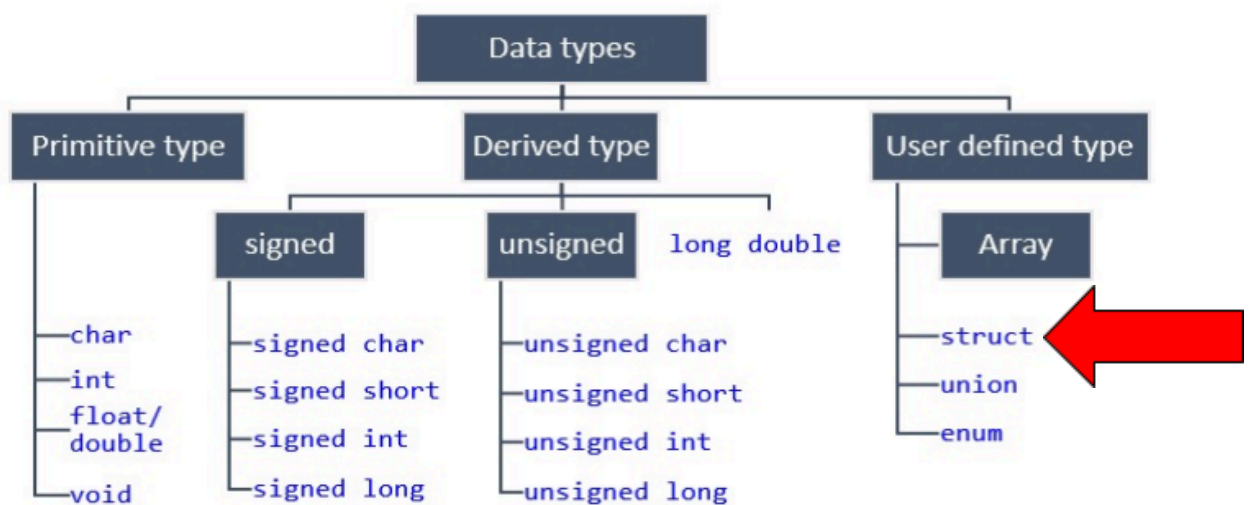 Data types
Primitive type
Derived type
User defined type
signed
unsigned
long double
Array
char
int
float/
double
void
signed char
signed short
signed int
signed long
unsigned char
unsigned short
unsigned int
unsigned long
struct
union
enum